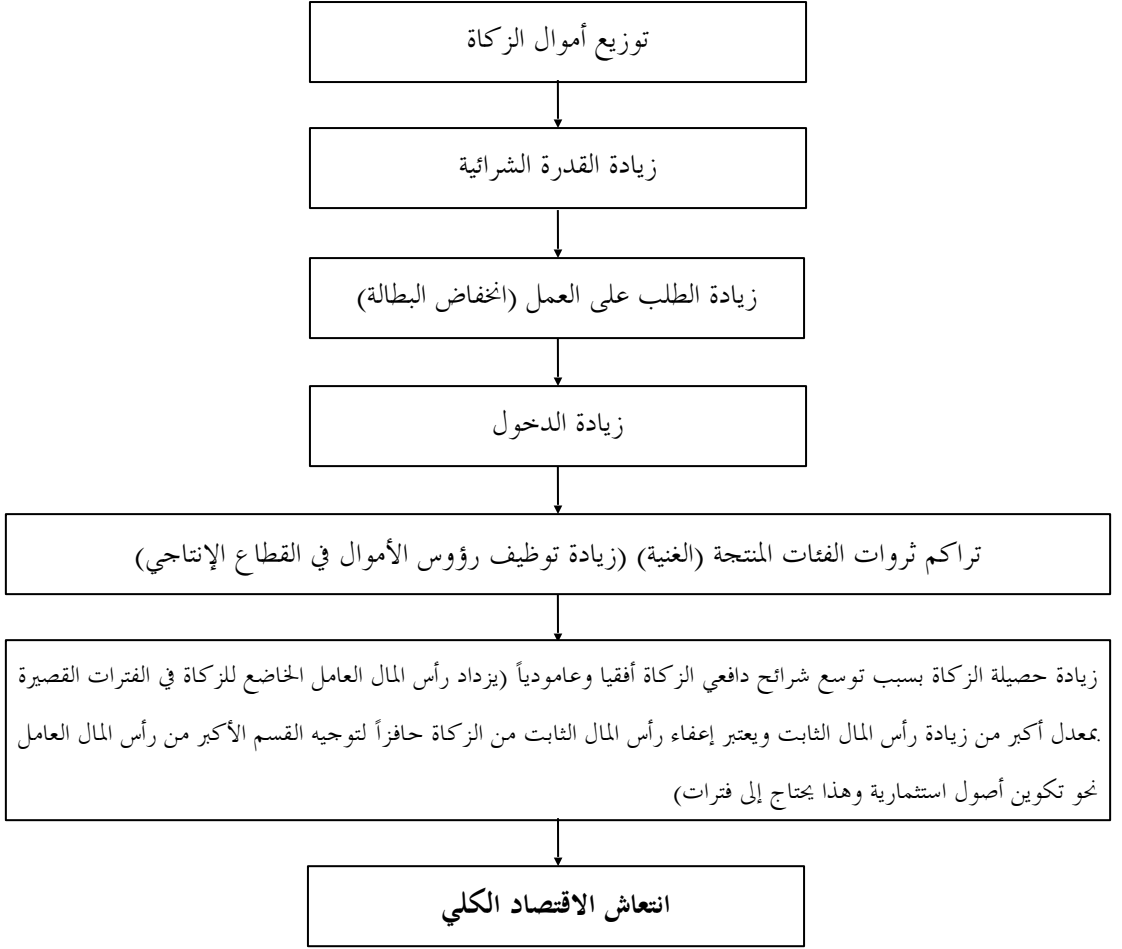 توزيع أموال الزكاة
زيادة القدرة الشرائية
زيادة الطلب على العمل (انخفاض البطالة)
زيادة الدخول
تراكم ثروات الفئات المنتجة (الغنية) (زيادة توظيف رؤوس الأموال في القطاع الإنتاجي)
زيادة حصيلة الزكاة بسبب توسع شرائح دافعي الزكاة أفقيا وعامودياً (يزداد رأس المال العامل الخاضع للزكاة في الفترات القصيرة
بمعدل أكبر من زيادة رأس المال الثابت ويعتبر إعفاء رأس المال الثابت من الزكاة حافزاً لتوجيه القسم الأكبر من رأس المال العامل
نحو تكوين أصول استثمارية وهذا يحتاج إلى فترات)
انتعاش الاقتصاد الكلي